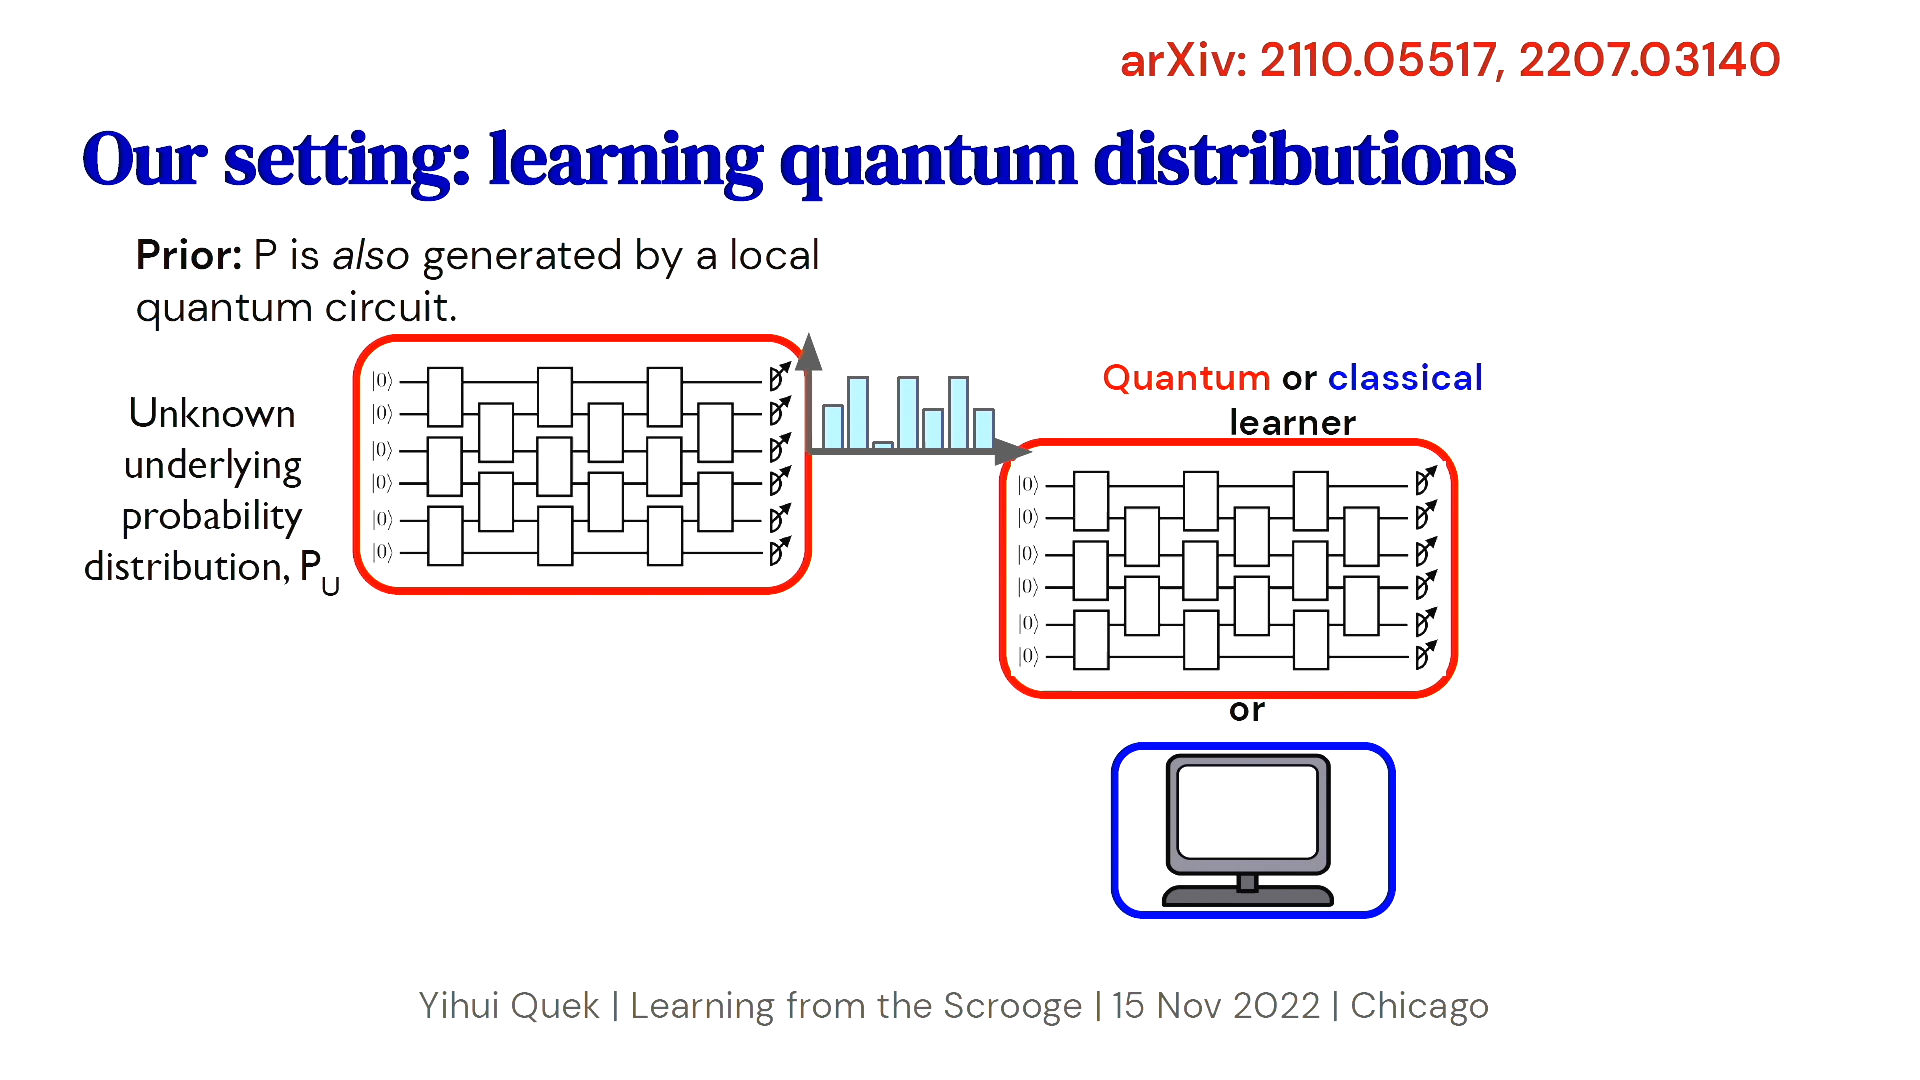 arXiv: 2110.05517, 2207.03140
Our setting: learning quantum distributions
Prior: P is also generated by a local
quantum circuit.
Unknown
underlying
probability
distribution, P_U
|0⟩
|0⟩
|0⟩
|0⟩
|0⟩
|0⟩
Quantum or classical
learner
|0⟩
|0⟩
|0⟩
|0⟩
|0⟩
|0⟩
or
Yihui Quek | Learning from the Scrooge | 15 Nov 2022 | Chicago